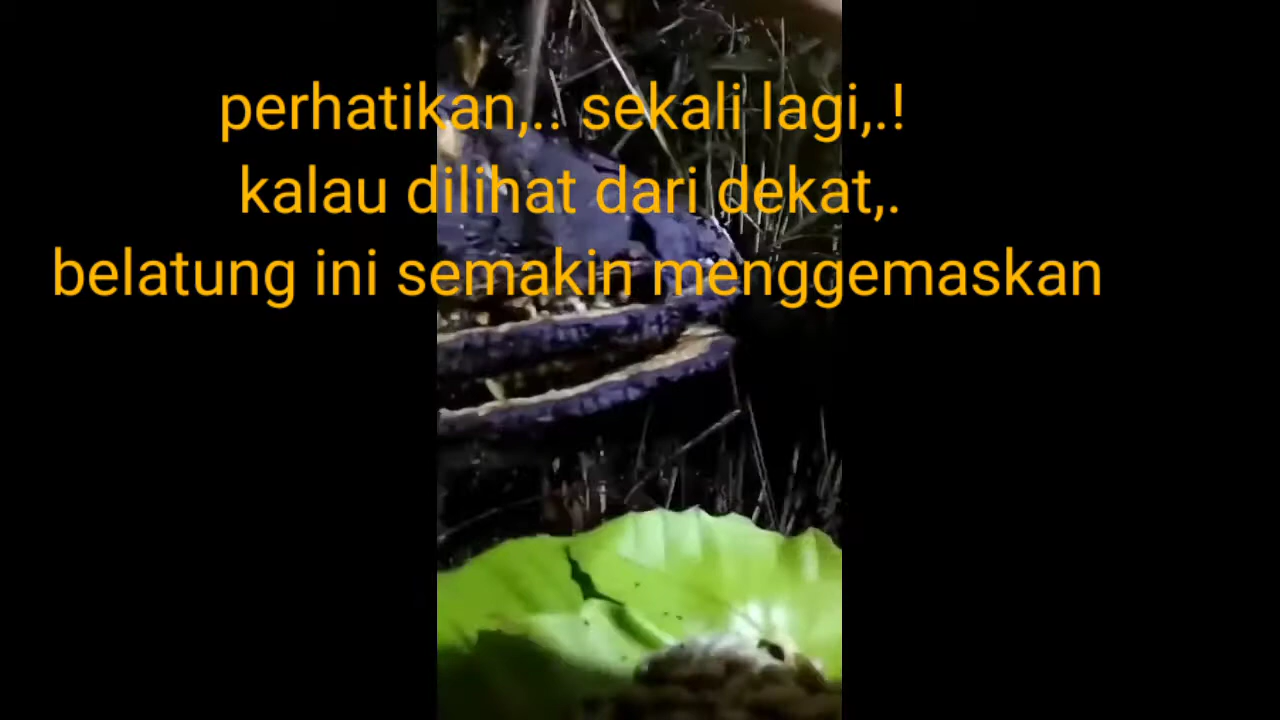 perhatikan,.. sekali lagi,.!
kalau dilihat dari dekat,.
belatung ini semakin menggemaskan